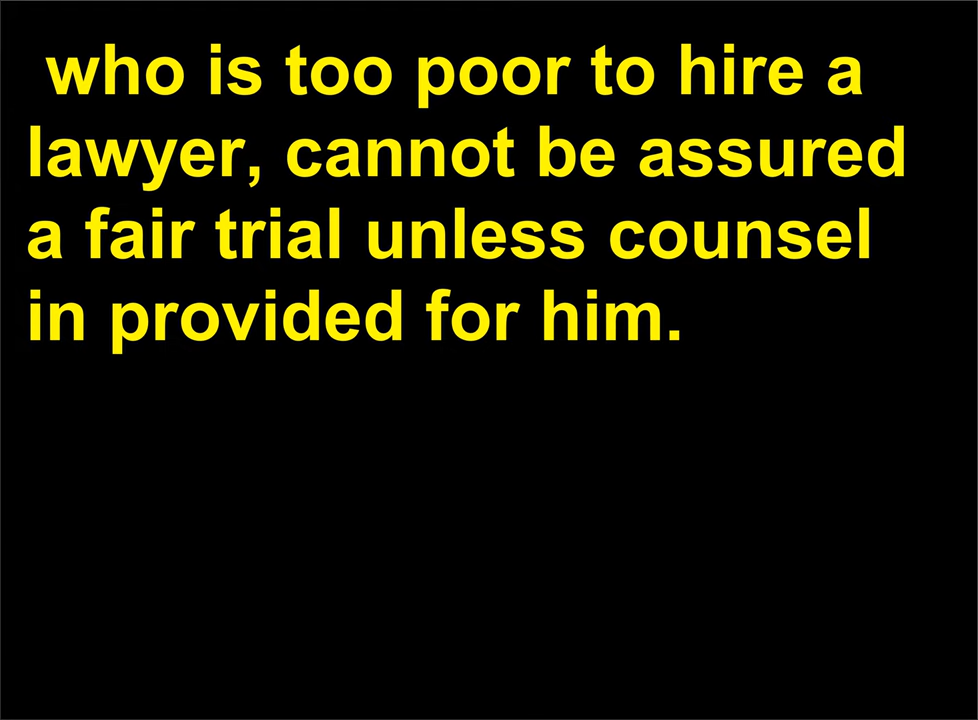 who is too poor to hire a
lawyer, cannot be assured
a fair trial unless counsel
in provided for him.